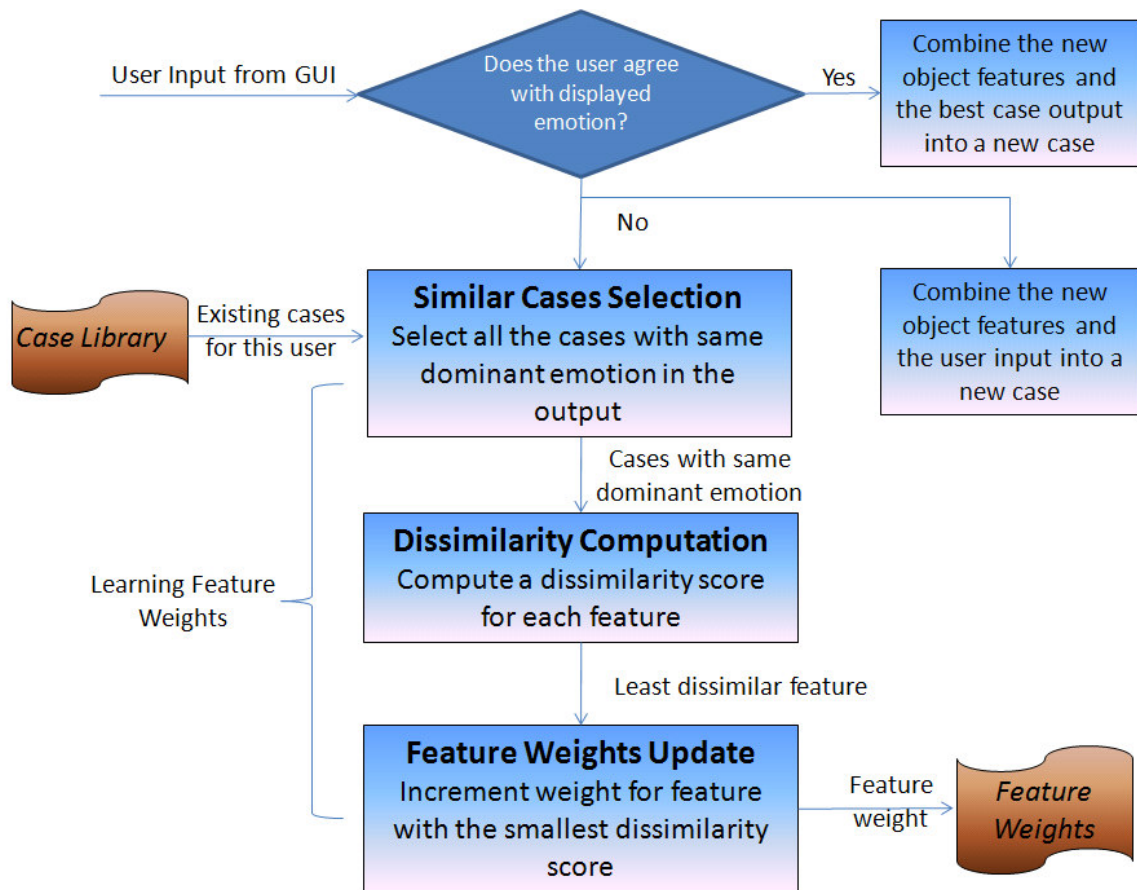 User Input from GUI
Does the user agree
with displayed
emotion?
Yes
Combine the new
object features and
the best case output
into a new case
No
Case Library
Existing cases
for this user
Similar Cases Selection
Select all the cases with same
dominant emotion in the
output
Combine the new
object features and
the user input into a
new case
Cases with same
dominant emotion
Learning Feature
Weights
Dissimilarity Computation
Compute a dissimilarity score
for each feature
Least dissimilar feature
Feature Weights Update
Increment weight for feature
with the smallest dissimilarity
score
Feature
weight
Feature
Weights